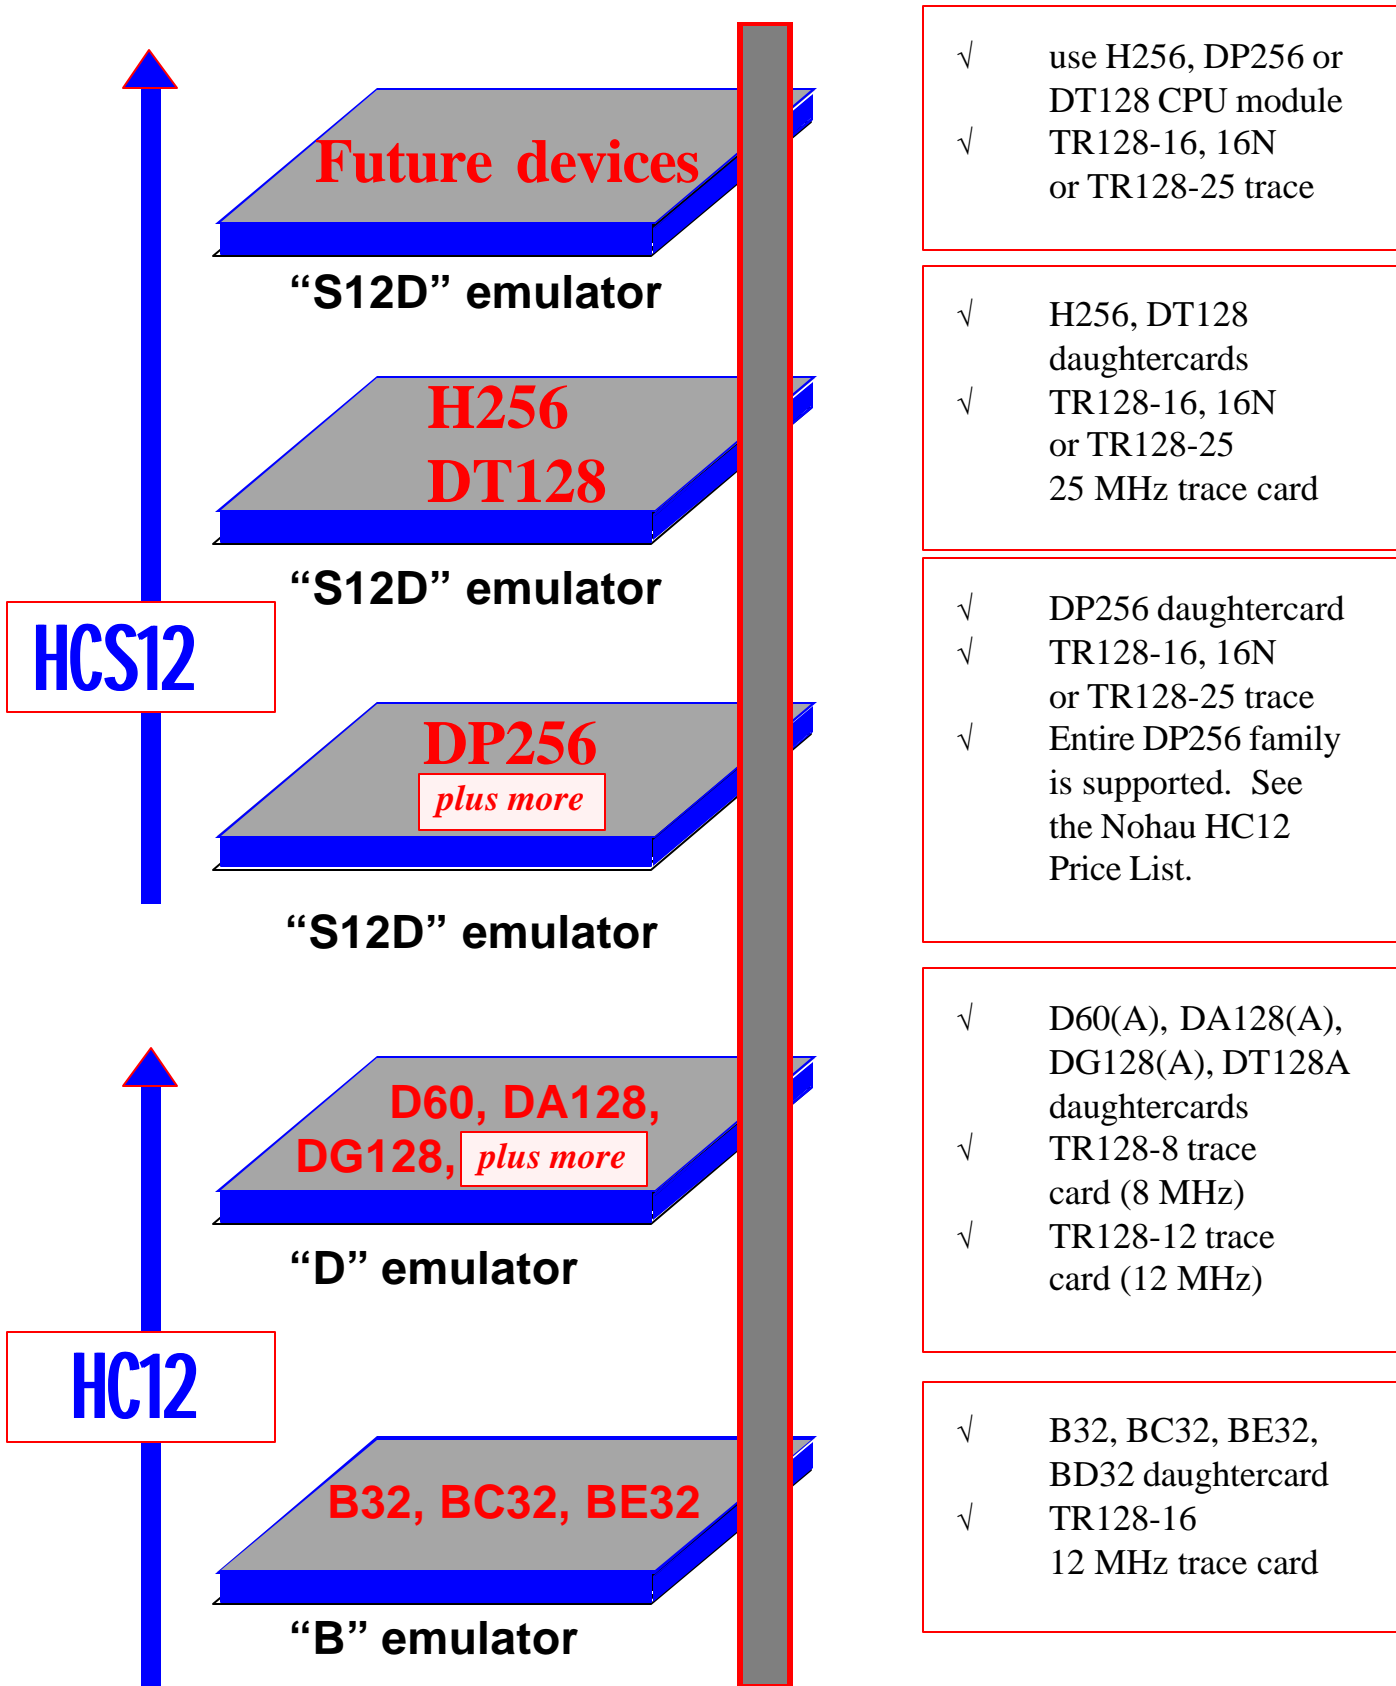 Future devices
“S12D” emulator
√ use H256, DP256 or
DT128 CPU module
√ TR128-16, 16N
or TR128-25 trace
H256
DT128
“S12D” emulator
√ H256, DT128
daughtercards
√ TR128-16, 16N
or TR128-25
25 MHz trace card
HCS12
DP256
plus more
“S12D” emulator
√ DP256 daughtercard
√ TR128-16, 16N
or TR128-25 trace
√ Entire DP256 family
is supported. See
the Nohau HC12
Price List.
D60, DA128,
DG128, plus more
“D” emulator
√ D60(A), DA128(A),
DG128(A), DT128A
daughtercards
√ TR128-8 trace
card (8 MHz)
√ TR128-12 trace
card (12 MHz)
HC12
B32, BC32, BE32
“B” emulator
√ B32, BC32, BE32,
BD32 daughtercard
√ TR128-16
12 MHz trace card